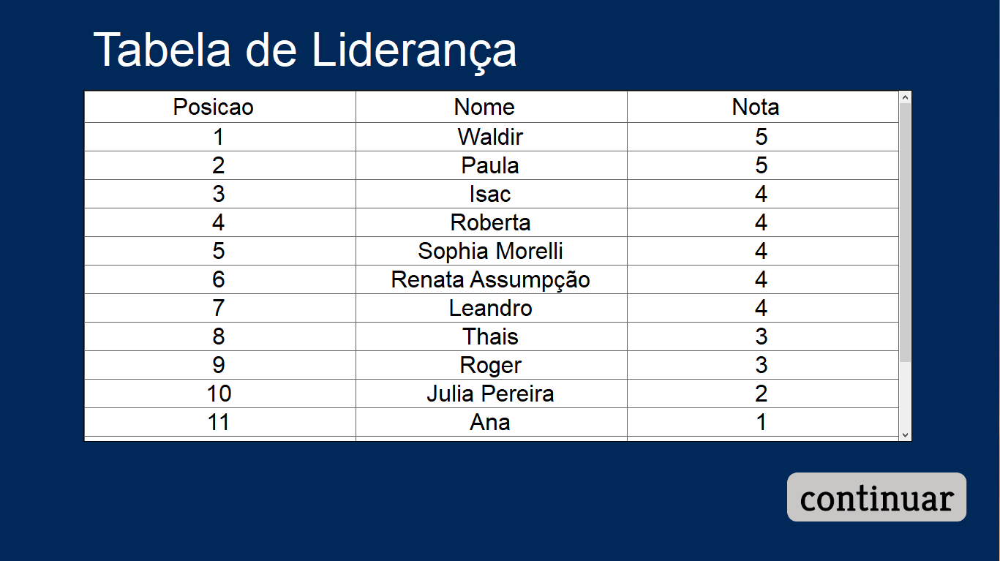 Tabela de Liderança
Posicao Nome Nota
1 Waldir 5
2 Paula 5
3 Isac 4
4 Roberta 4
5 Sophia Morelli 4
6 Renata Assumpção 4
7 Leandro 4
8 Thais 3
9 Roger 3
10 Julia Pereira 2
11 Ana 1
continuar